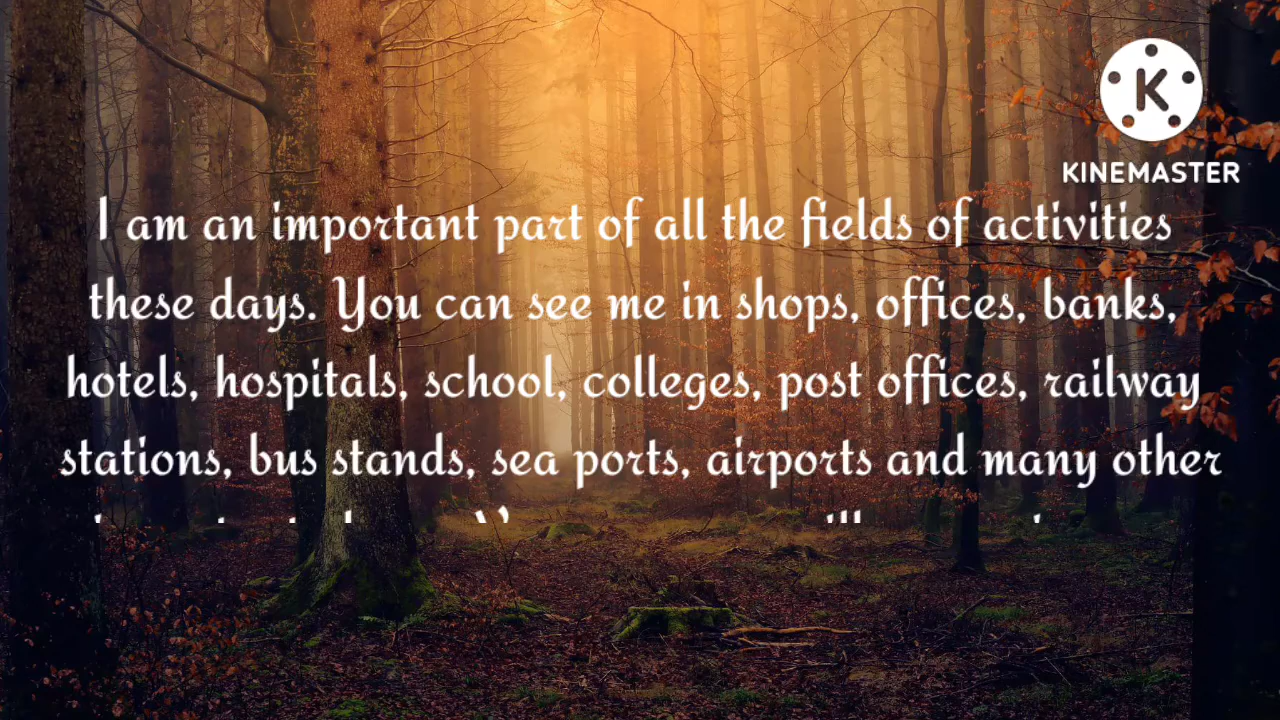 KINEMASTER
I am an important part of all the fields of activities
these days. You can see me in shops, offices, banks,
hotels, hospitals, school, colleges, post offices, railway
stations, bus stands, sea ports, airports and many other